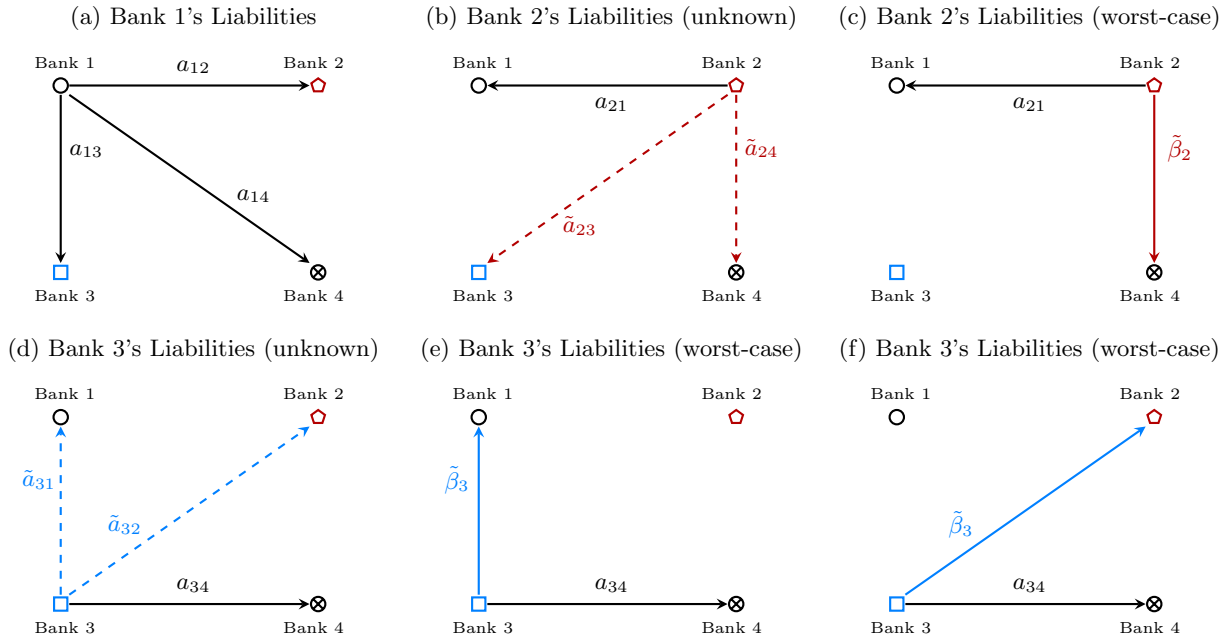 (a) Bank 1's Liabilities
(b) Bank 2's Liabilities (unknown)
(c) Bank 2's Liabilities (worst-case)
Bank 1
Bank 2
a₁₂
a₁₃
a₁₄
Bank 3
Bank 4
Bank 1
Bank 2
a₂₁
ã₂₄
ã₂₃
Bank 3
Bank 4
Bank 1
Bank 2
a₂₁
β̃₂
Bank 3
Bank 4
(d) Bank 3's Liabilities (unknown)
(e) Bank 3's Liabilities (worst-case)
(f) Bank 3's Liabilities (worst-case)
Bank 1
Bank 2
ã₃₁
ã₃₂
a₃₄
Bank 3
Bank 4
Bank 1
Bank 2
β̃₃
a₃₄
Bank 3
Bank 4
Bank 1
Bank 2
β̃₃
a₃₄
Bank 3
Bank 4